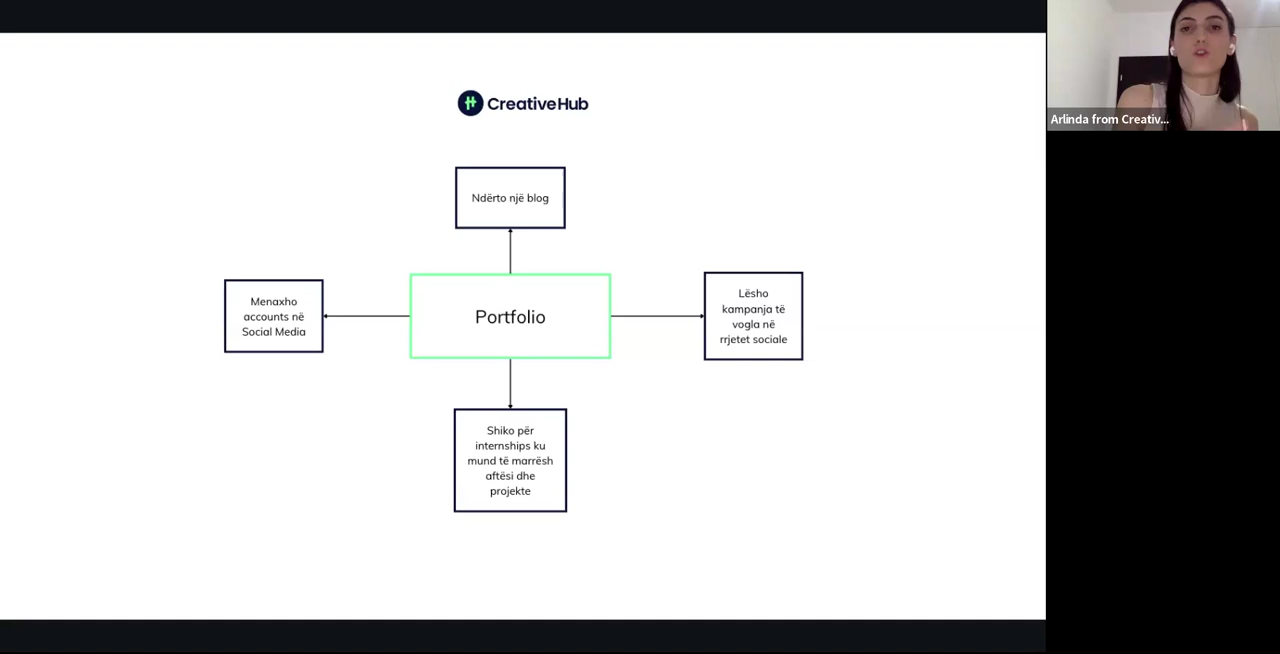 CreativeHub
Ndërto një blog
Menaxho
accounts në
Social Media
Portfolio
Lësho
kampanja të
vogla në
rrjetet sociale
Shiko për
internships ku
mund të marrësh
aftësi dhe
projekte
Arlinda from Creativ...